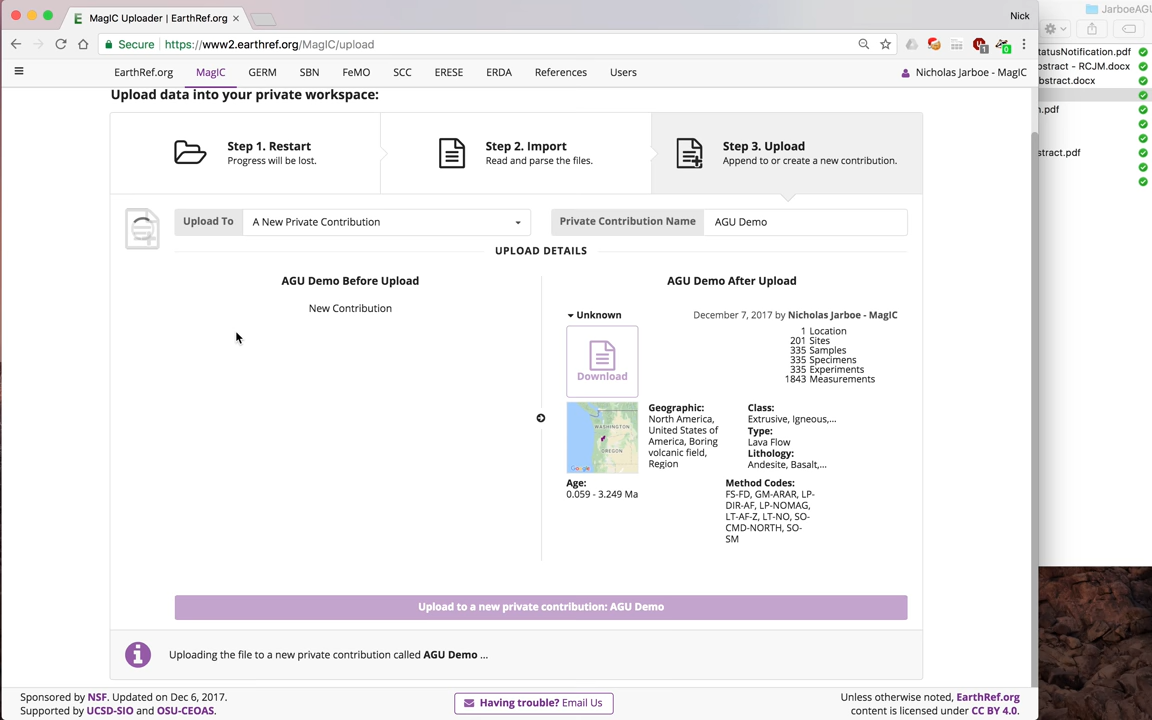 MagIC Uploader | EarthRef.org ×
Nick
Secure | https://www2.earthref.org/MagIC/upload
EarthRef.org MagIC GERM SBN FeMO SCC ERESE ERDA References Users Nicholas Jarboe - MagIC
Upload data into your private workspace:
Step 1. Restart
Progress will be lost.
Step 2. Import
Read and parse the files.
Step 3. Upload
Append to or create a new contribution.
Upload To A New Private Contribution
Private Contribution Name AGU Demo
UPLOAD DETAILS
AGU Demo Before Upload
New Contribution
AGU Demo After Upload
Unknown
December 7, 2017 by Nicholas Jarboe - MagIC
Download
1 Location
201 Sites
335 Samples
335 Specimens
335 Experiments
1843 Measurements
WASHINGTON
OREGON
Google
Geographic:
North America,
United States of
America, Boring
volcanic field,
Region
Class:
Extrusive, Igneous,...
Type:
Lava Flow
Lithology:
Andesite, Basalt,...
Age:
0.059 - 3.249 Ma
Method Codes:
FS-FD, GM-ARAR, LP-
DIR-AF, LP-NOMAG,
LT-AF-Z, LT-NO, SO-
CMD-NORTH, SO-
SM
Upload to a new private contribution: AGU Demo
Uploading the file to a new private contribution called AGU Demo ...
Sponsored by NSF. Updated on Dec 6, 2017.
Supported by UCSD-SIO and OSU-CEOAS.
Having trouble? Email Us
Unless otherwise noted, EarthRef.org
content is licensed under CC BY 4.0.
JarboeAGU
tatusNotification.pdf
bstract - RCJM.docx
bstract.docx
n.pdf
stract.pdf